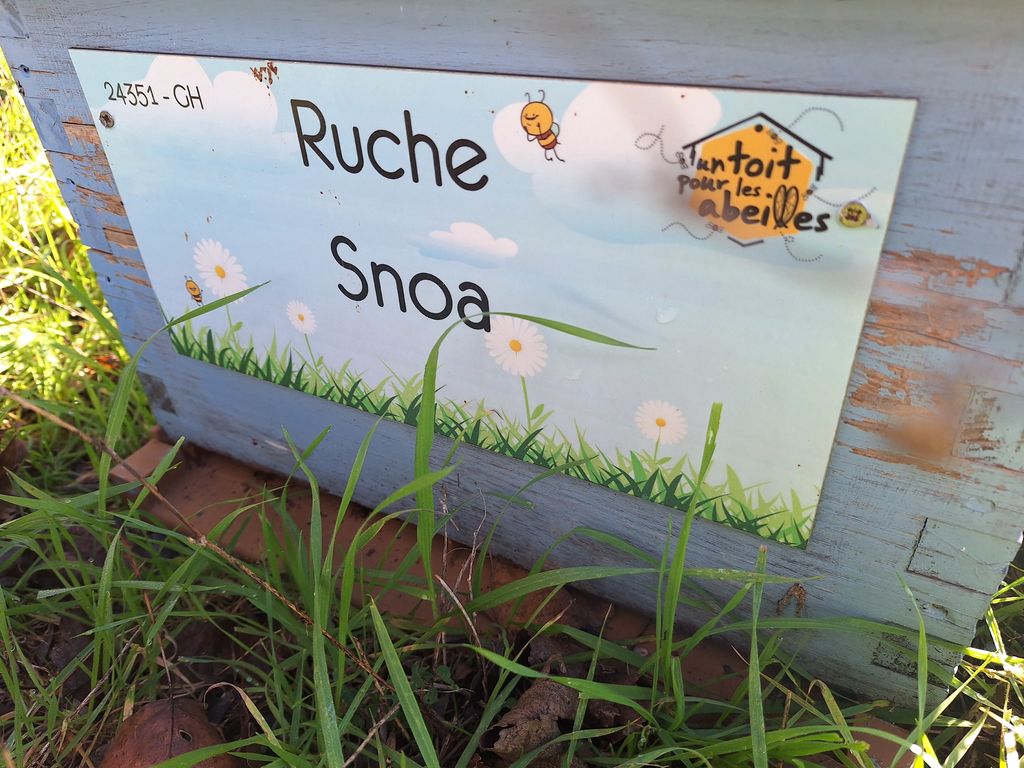 24351-GH
Ruche
Snoa
un toit
pour les
abeilles